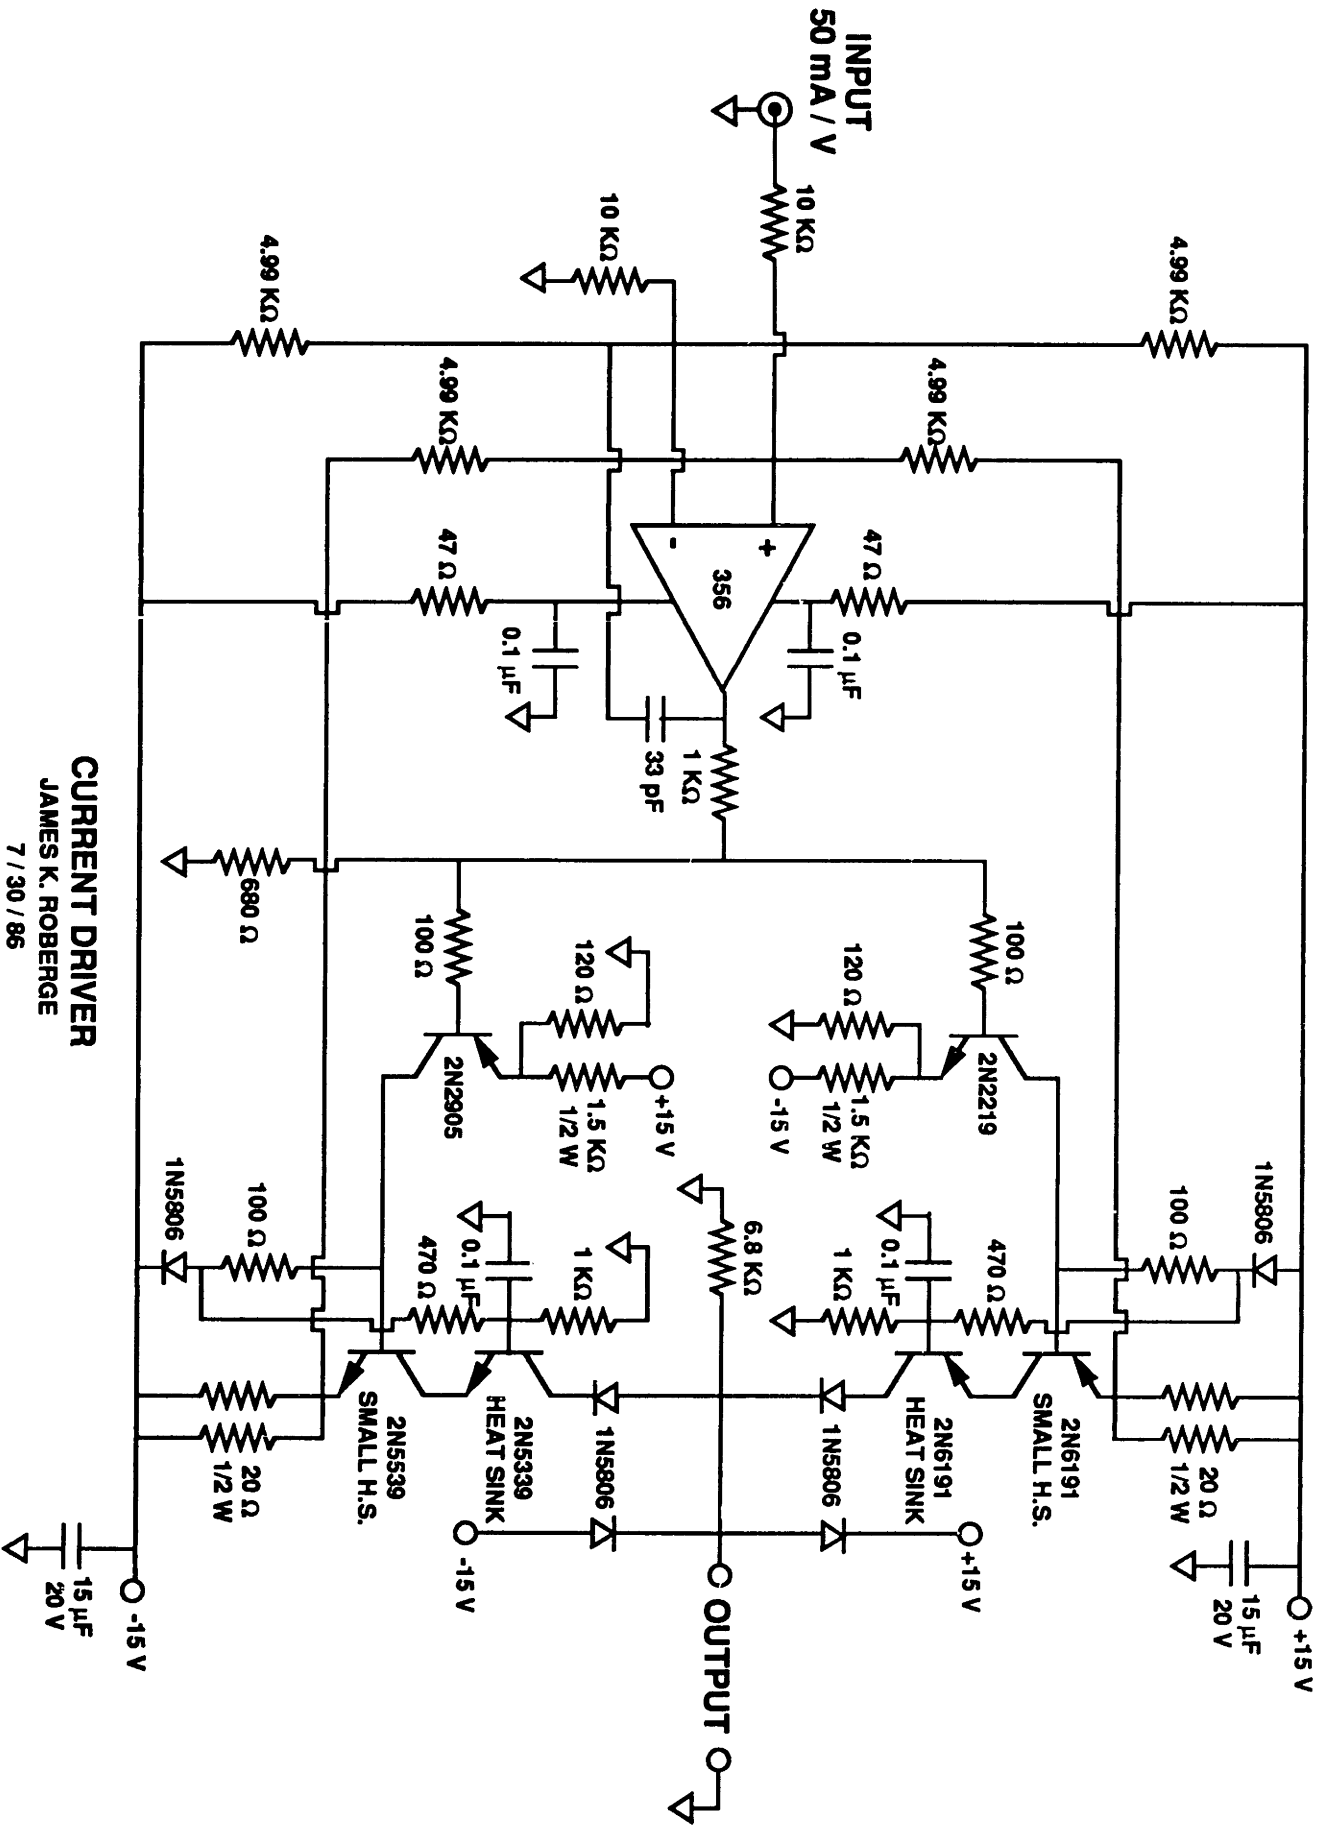 INPUT
50 mA / V
10 KΩ
10 KΩ
4.99 KΩ
4.99 KΩ
4.99 KΩ
4.99 KΩ
+
-
356
47 Ω
47 Ω
0.1 µF
0.1 µF
33 pF
1 KΩ
680 Ω
100 Ω
100 Ω
2N2219
2N2905
120 Ω
1.5 KΩ
1/2 W
-15 V
120 Ω
1.5 KΩ
1/2 W
+15 V
1N5806
100 Ω
470 Ω
0.1 µF
1 KΩ
6.8 KΩ
1 KΩ
0.1 µF
470 Ω
100 Ω
1N5806
20 Ω
1/2 W
2N6191
SMALL H.S.
2N6191
HEAT SINK
1N5806
1N5806
2N5339
HEAT SINK
2N5539
SMALL H.S.
20 Ω
1/2 W
+15 V
-15 V
15 µF
20 V
+15 V
OUTPUT
15 µF
20 V
-15 V
CURRENT DRIVER
JAMES K. ROBERGE
7 / 30 / 86